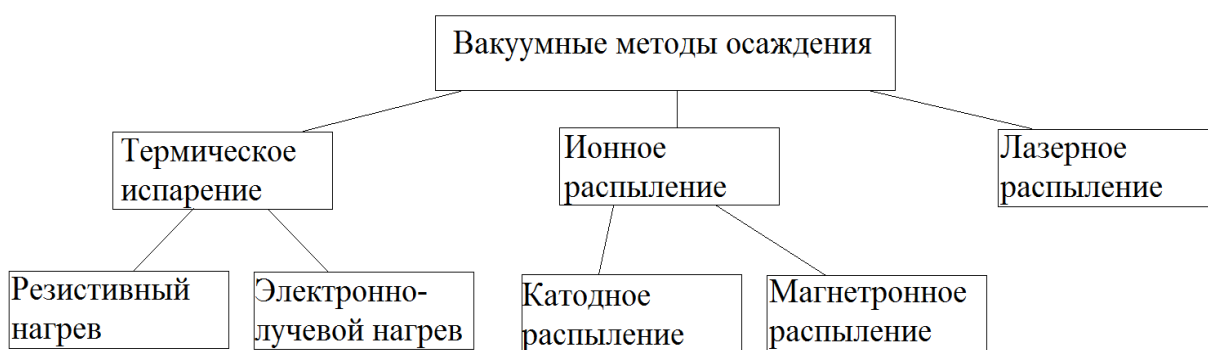 Вакуумные методы осаждения
Термическое
испарение
Ионное
распыление
Лазерное
распыление
Резистивный
нагрев
Электронно-
лучевой нагрев
Катодное
распыление
Магнетронное
распыление